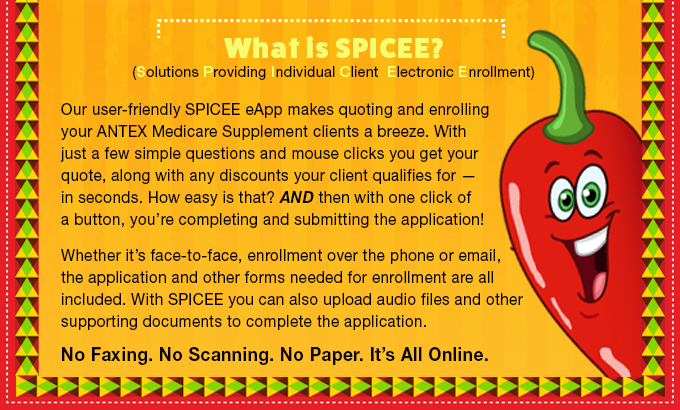 What is SPICEE?
(Solutions Providing Individual Client Electronic Enrollment)
Our user-friendly SPICEE eApp makes quoting and enrolling
your ANTEX Medicare Supplement clients a breeze. With
just a few simple questions and mouse clicks you get your
quote, along with any discounts your client qualifies for —
in seconds. How easy is that? AND then with one click of
a button, you’re completing and submitting the application!
Whether it’s face-to-face, enrollment over the phone or email,
the application and other forms needed for enrollment are all
included. With SPICEE you can also upload audio files and other
supporting documents to complete the application.
No Faxing. No Scanning. No Paper. It’s All Online.